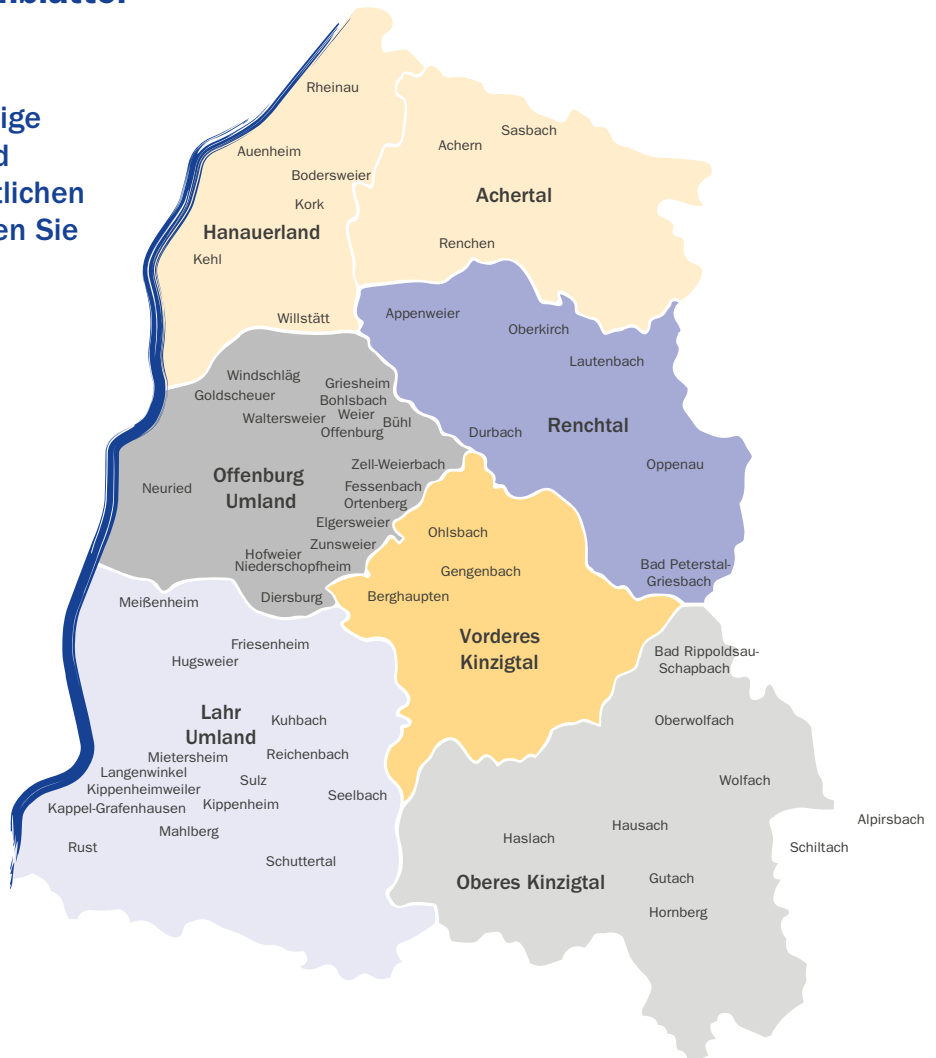 ige
d
tlichen
en Sie
Rheinau
Sasbach
Achern
Auenheim
Bodersweier
Achertal
Kork
Hanauerland
Renchen
Kehl
Appenweier
Willstätt
Oberkirch
Lautenbach
Windschläg
Griesheim
Goldscheuer
Bohlsbach
Weier
Waltersweier
Bühl
Offenburg
Durbach
Renchtal
Zell-Weierbach
Oppenau
Offenburg
Umland
Neuried
Fessenbach
Ortenberg
Elgersweier
Ohlsbach
Zunsweier
Hofweier
Niederschopfheim
Gengenbach
Bad Peterstal-
Griesbach
Diersburg
Berghaupten
Meißenheim
Vorderes
Kinzigtal
Friesenheim
Hugsweier
Bad Rippoldsau-
Schapbach
Lahr
Umland
Kuhbach
Oberwolfach
Mietersheim
Reichenbach
Langenwinkel
Sulz
Wolfach
Kippenheimweiler
Seelbach
Kappel-Grafenhausen
Kippenheim
Alpirsbach
Mahlberg
Hausach
Haslach
Rust
Schiltach
Schuttertal
Gutach
Oberes Kinzigtal
Hornberg